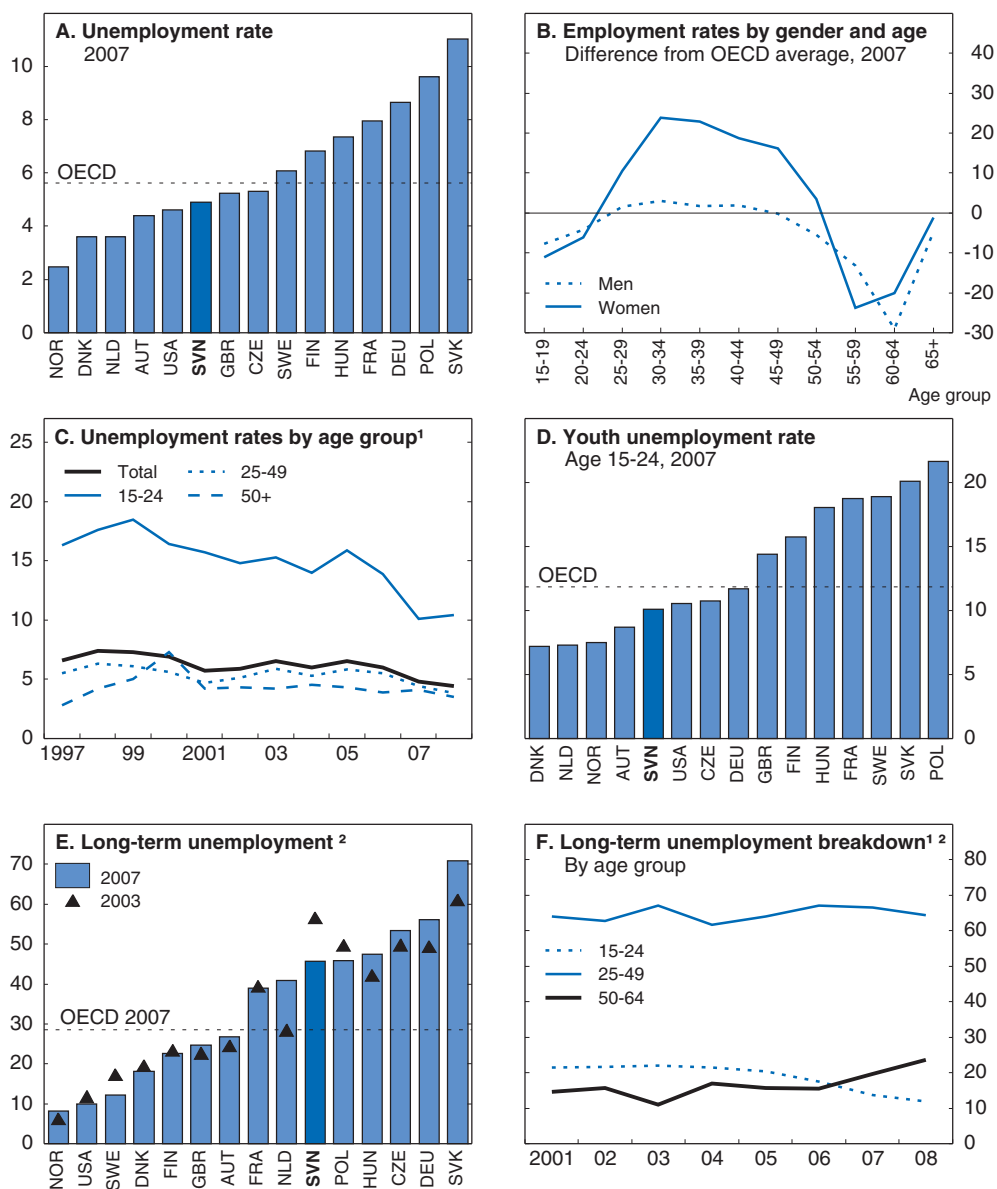 A. Unemployment rate
2007
10
8
6
4
2
0
OECD
NOR
DNK
NLD
AUT
USA
SVN
GBR
CZE
SWE
FIN
HUN
FRA
DEU
POL
SVK
B. Employment rates by gender and age
Difference from OECD average, 2007
40
30
20
10
0
-10
-20
-30
Men
Women
15-19
20-24
25-29
30-34
35-39
40-44
45-49
50-54
55-59
60-64
65+
Age group
C. Unemployment rates by age group¹
Total
15-24
25-49
50+
25
20
15
10
5
0
1997
99
2001
03
05
07
D. Youth unemployment rate
Age 15-24, 2007
20
15
10
5
0
OECD
DNK
NLD
NOR
AUT
SVN
USA
CZE
DEU
GBR
FIN
HUN
FRA
SWE
SVK
POL
E. Long-term unemployment ²
2007
2003
70
60
50
40
30
20
10
0
OECD 2007
NOR
USA
SWE
DNK
FIN
GBR
AUT
FRA
NLD
SVN
POL
HUN
CZE
DEU
SVK
F. Long-term unemployment breakdown¹ ²
By age group
80
70
60
50
40
30
20
10
0
15-24
25-49
50-64
2001
02
03
04
05
06
07
08